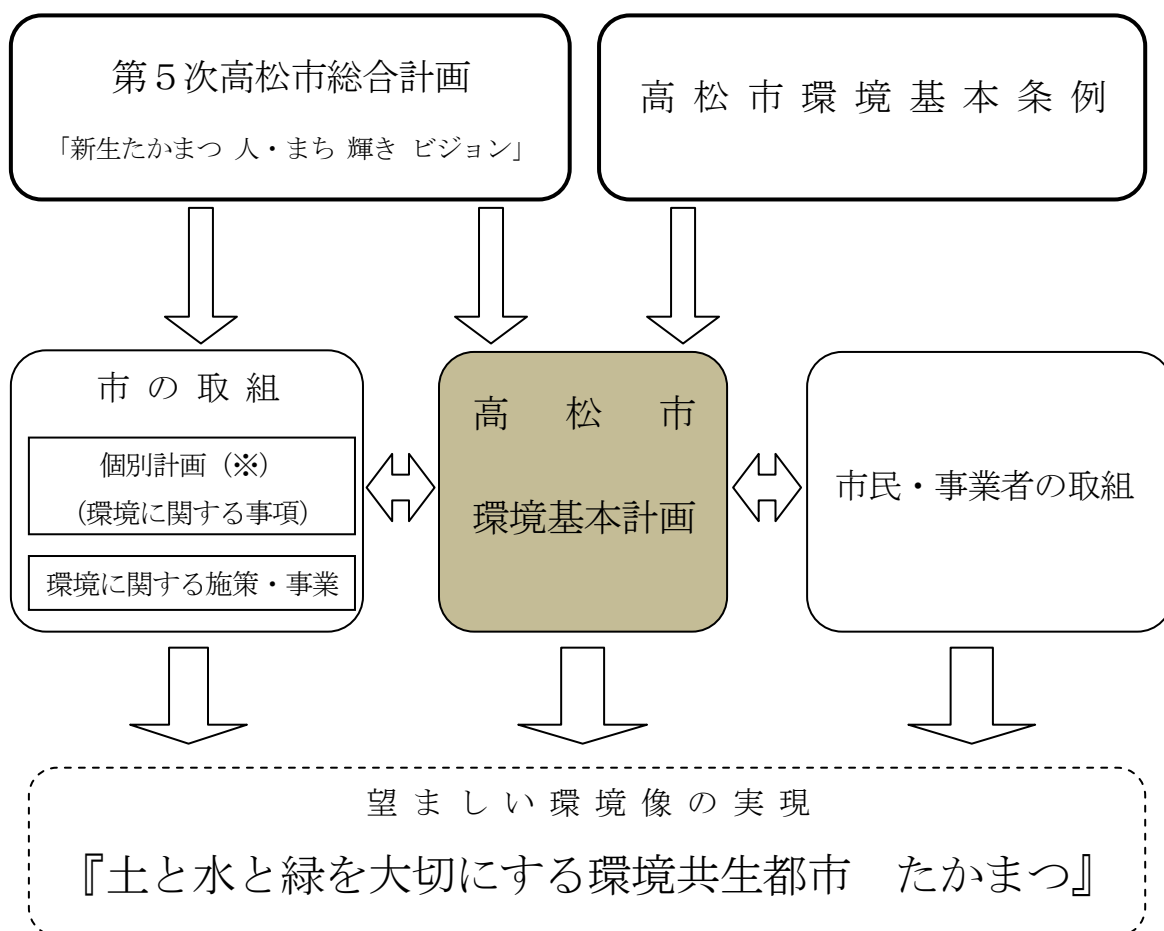 第5次高松市総合計画
「新生たかまつ 人・まち 輝き ビジョン」
高松市環境基本条例
市の取組
個別計画(※)
(環境に関する事項)
環境に関する施策・事業
高松市
環境基本計画
市民・事業者の取組
望ましい環境像の実現
『土と水と緑を大切にする環境共生都市 たかまつ』